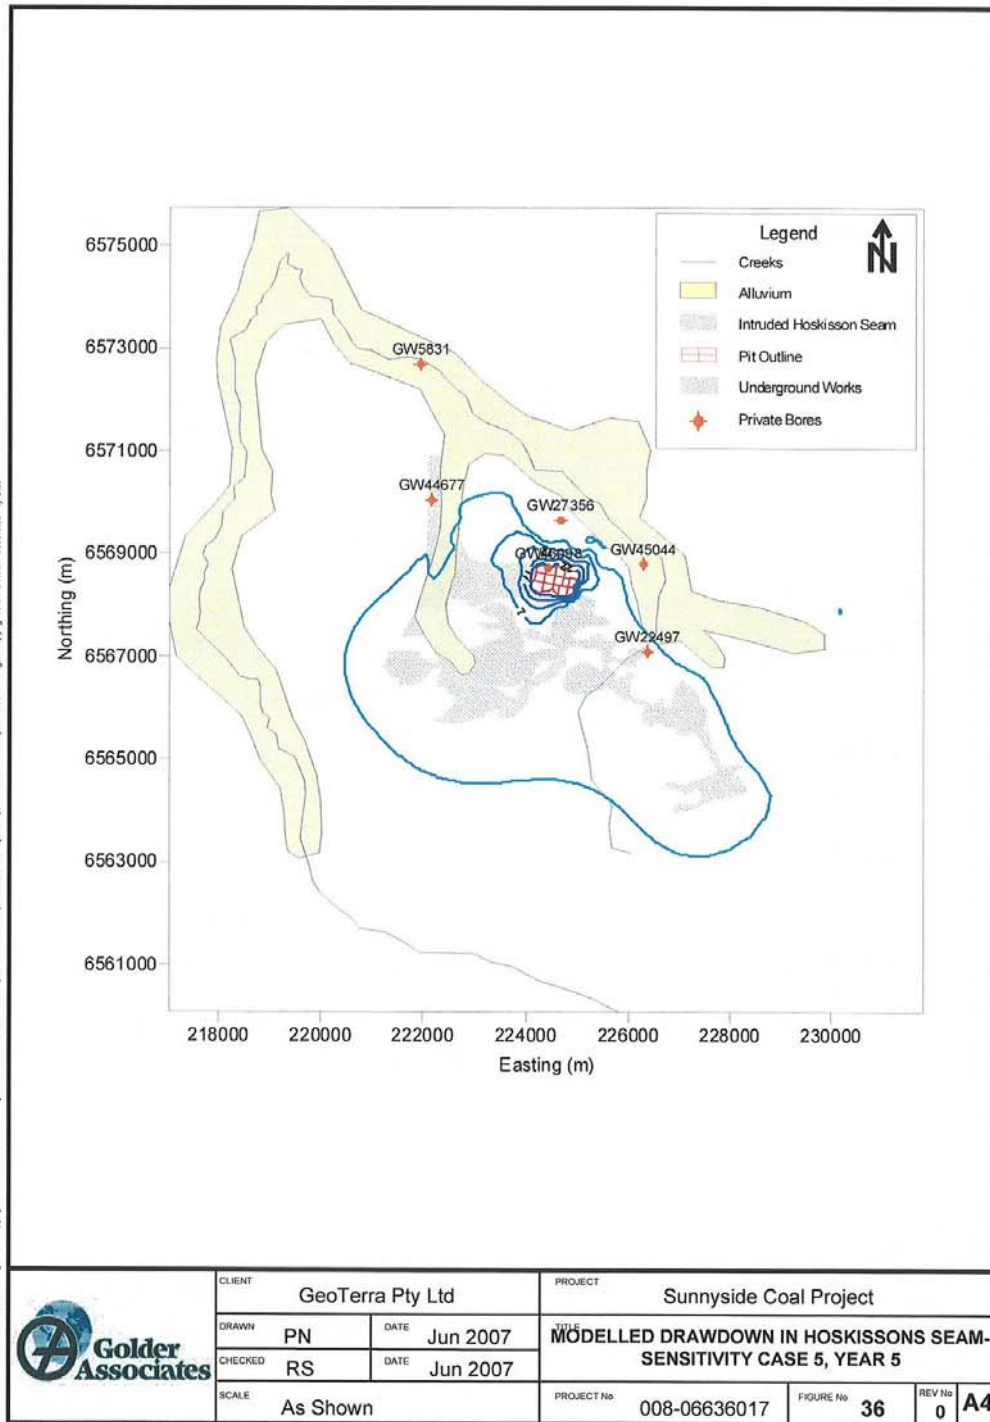 Legend
N
Creeks
Alluvium
Intruded Hoskisson Seam
Pit Outline
Underground Works
Private Bores
6575000
6573000
6571000
6569000
6567000
6565000
6563000
6561000
Northing (m)
GW5831
GW44677
GW27356
GW46098
GW45044
GW22497
7
218000 220000 222000 224000 226000 228000 230000
Easting (m)
Golder
Associates
CLIENT
GeoTerra Pty Ltd
PROJECT
Sunnyside Coal Project
DRAWN PN DATE Jun 2007
CHECKED RS DATE Jun 2007
TITLE
MODELLED DRAWDOWN IN HOSKISSONS SEAM-
SENSITIVITY CASE 5, YEAR 5
SCALE As Shown
PROJECT No 008-06636017
FIGURE No 36
REV No 0
A4